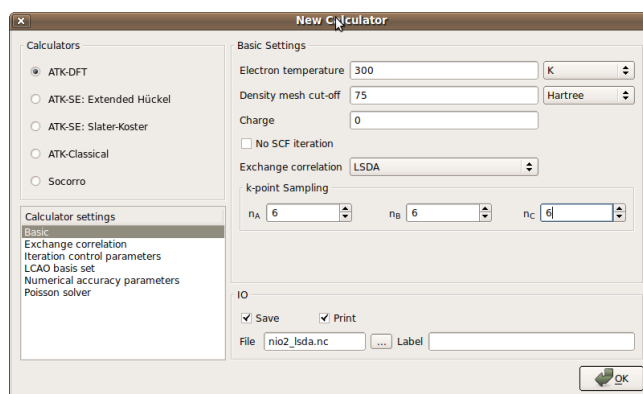 New Calculator
Calculators
ATK-DFT
ATK-SE: Extended Hückel
ATK-SE: Slater-Koster
ATK-Classical
Socorro
Calculator settings
Basic
Exchange correlation
Iteration control parameters
LCAO basis set
Numerical accuracy parameters
Poisson solver
Basic Settings
Electron temperature 300 K
Density mesh cut-off 75 Hartree
Charge 0
No SCF iteration
Exchange correlation LSDA
k-point Sampling
nA 6 nB 6 nC 6
IO
Save Print
File nio2_lsda.nc ... Label
OK